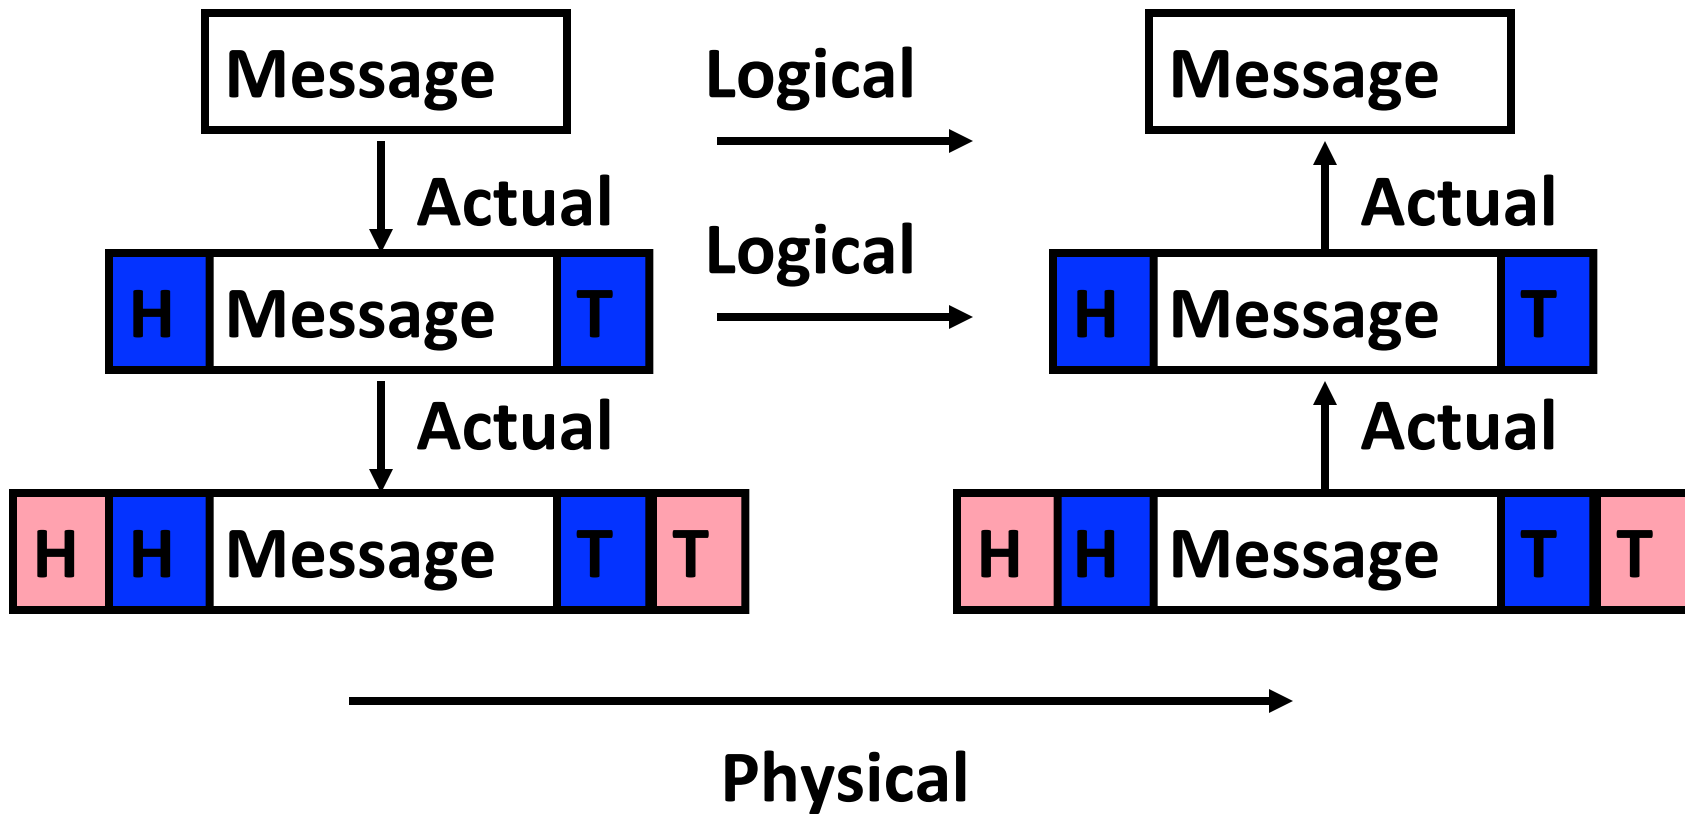 Message Logical Message
Actual Actual
Logical
H Message T H Message T
Actual Actual
H H Message T T H H Message T T
Physical